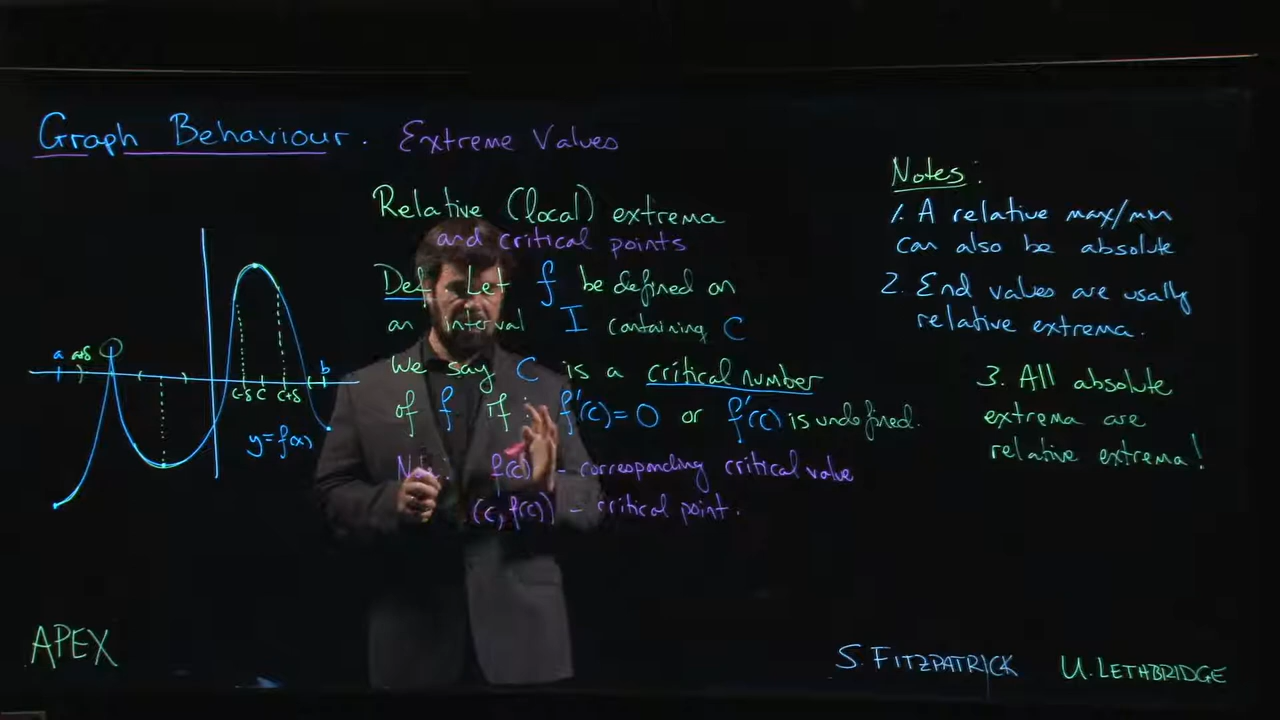 Graph Behaviour. Extreme Values
Relative (local) extrema
and critical points
Def. Let f be defined on
an interval I containing C
We say C is a critical number
of f if: f'(c)=0 or f'(c) is undefined.
f(c) - corresponding critical value
(c, f(c)) - critical point.
a a+δ
c-δ c c+δ
b
y=f(x)
Notes:
1. A relative max/min
can also be absolute
2. End values are usally
relative extrema.
3. All absolute
extrema are
relative extrema!
APEX
S. FITZPATRICK U. LETHBRIDGE